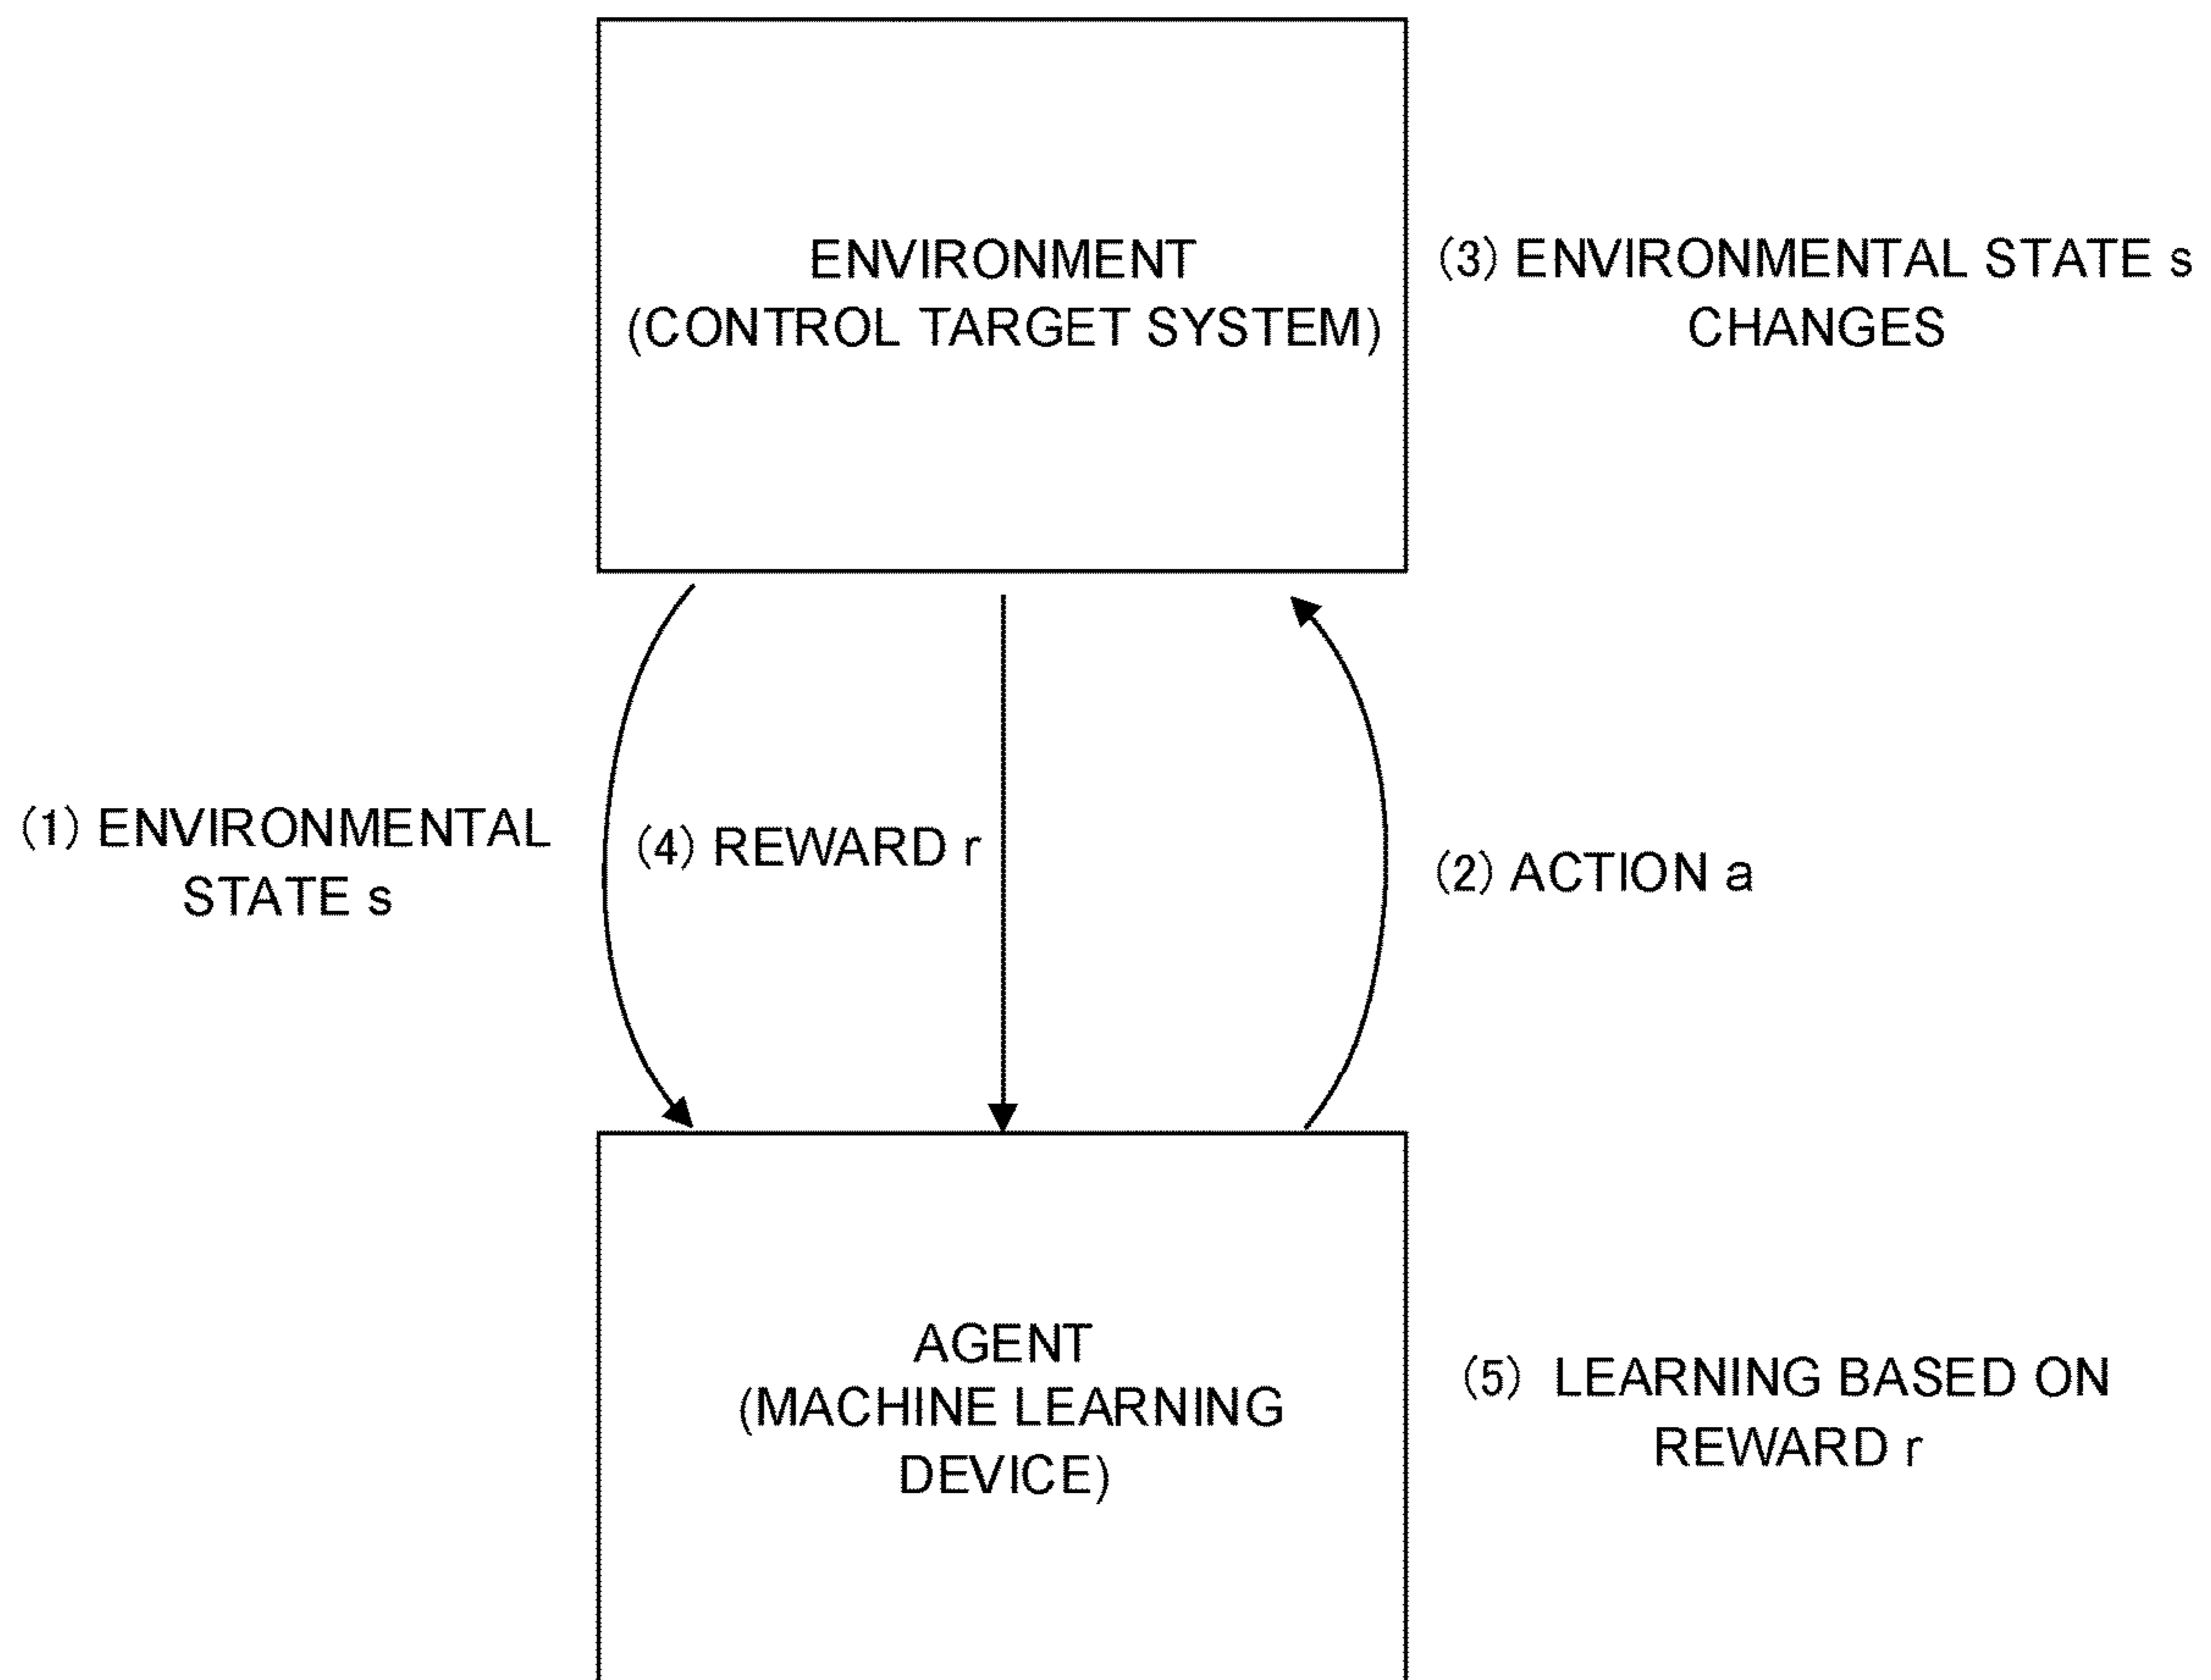 ENVIRONMENT
(CONTROL TARGET SYSTEM)
(3) ENVIRONMENTAL STATE s
CHANGES
(1) ENVIRONMENTAL
STATE s
(4) REWARD r
(2) ACTION a
AGENT
(MACHINE LEARNING
DEVICE)
(5) LEARNING BASED ON
REWARD r